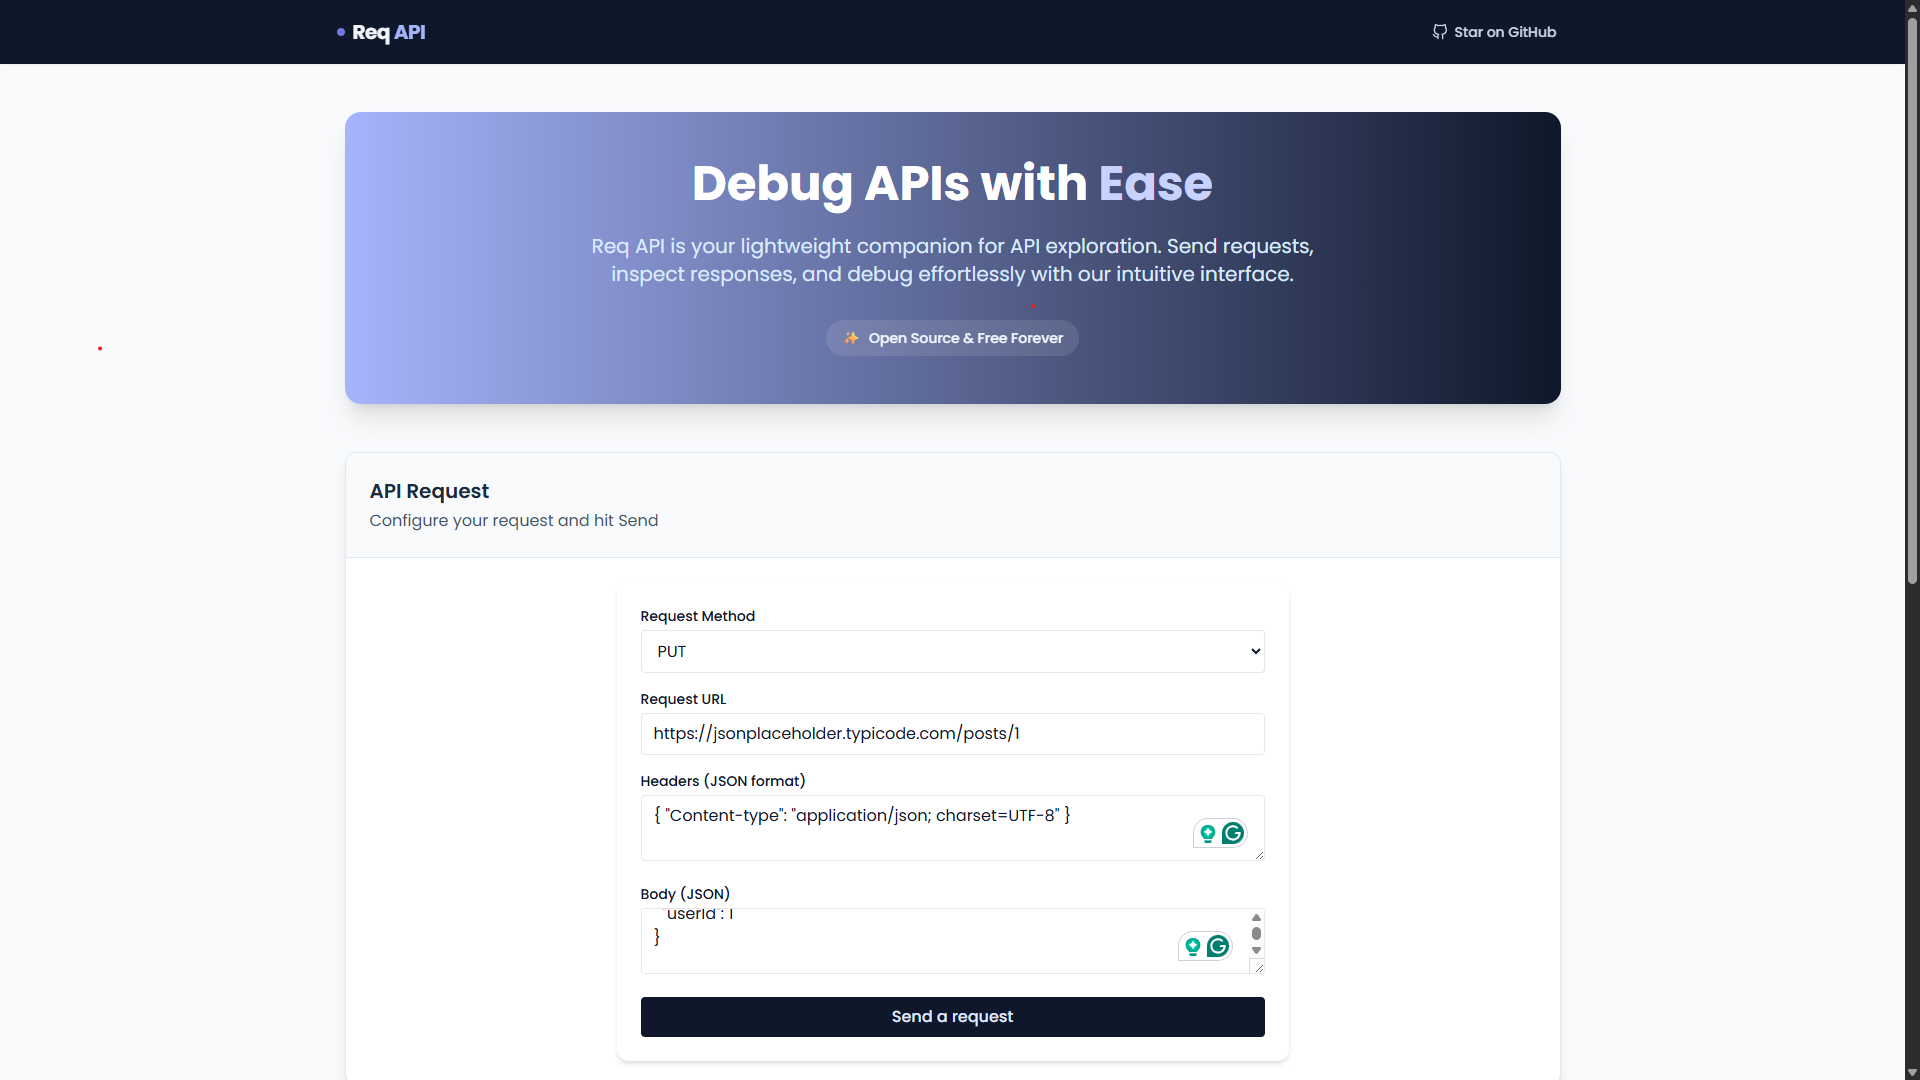 Req API
Star on GitHub
Debug APIs with Ease
Req API is your lightweight companion for API exploration. Send requests,
inspect responses, and debug effortlessly with our intuitive interface.
✨ Open Source & Free Forever
API Request
Configure your request and hit Send
Request Method
PUT
Request URL
https://jsonplaceholder.typicode.com/posts/1
Headers (JSON format)
{ "Content-type": "application/json; charset=UTF-8" }
Body (JSON)
"userId": 1
}
Send a request